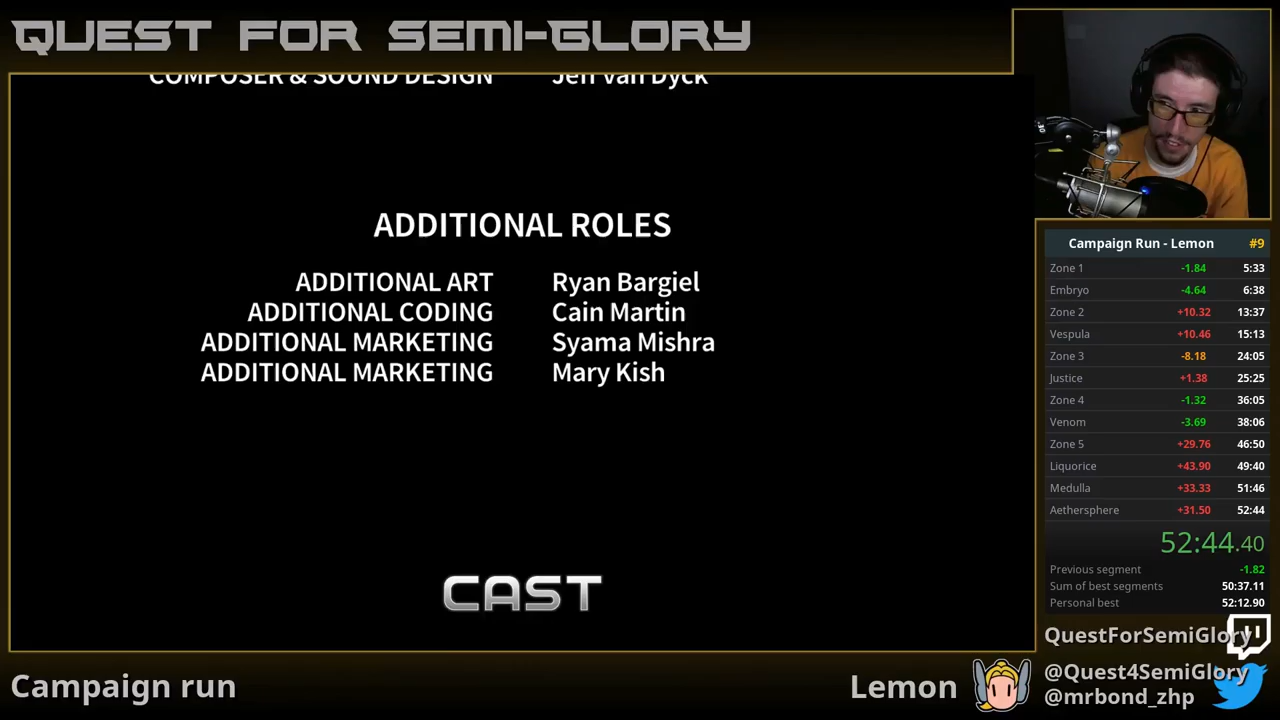 QUEST FOR SEMI-GLORY
COMPOSER & SOUND DESIGN Jen Van Dyck
ADDITIONAL ROLES
ADDITIONAL ART Ryan Bargiel
ADDITIONAL CODING Cain Martin
ADDITIONAL MARKETING Syama Mishra
ADDITIONAL MARKETING Mary Kish
CAST
Campaign Run - Lemon #9
Zone 1 -1.84 5:33
Embryo -4.64 6:38
Zone 2 +10.32 13:37
Vespula +10.46 15:13
Zone 3 -8.18 24:05
Justice +1.38 25:25
Zone 4 -1.32 36:05
Venom -3.69 38:06
Zone 5 +29.76 46:50
Liquorice +43.90 49:40
Medulla +33.33 51:46
Aethersphere +31.50 52:44
52:44.40
Previous segment -1.82
Sum of best segments 50:37.11
Personal best 52:12.90
QuestForSemiGlory
@Quest4SemiGlory
@mrbond_zhp
Campaign run
Lemon